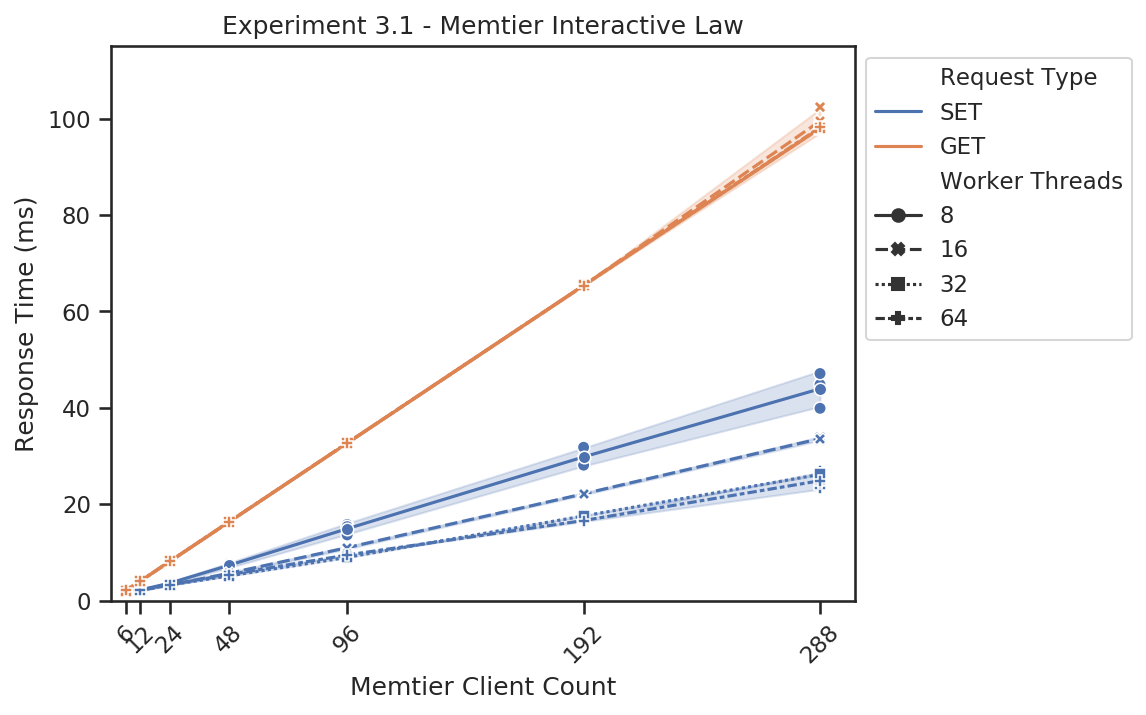 Experiment 3.1 - Memtier Interactive Law
Response Time (ms)
100
80
60
40
20
0
6
12
24
48
96
192
288
Memtier Client Count
Request Type
SET
GET
Worker Threads
8
16
32
64